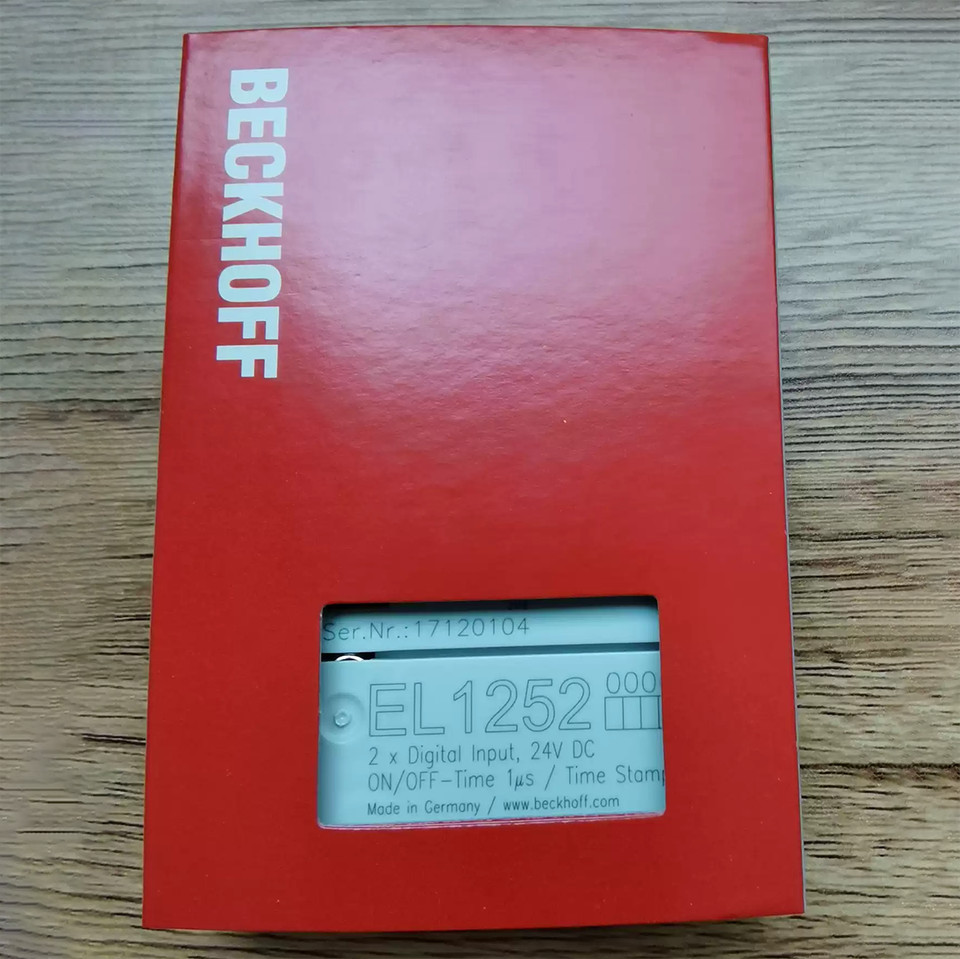 BECKHOFF
Ser.Nr.:17120104
EL1252
2 x Digital Input, 24V DC
ON/OFF-Time 1µs / Time Stamp
Made in Germany / www.beckhoff.com